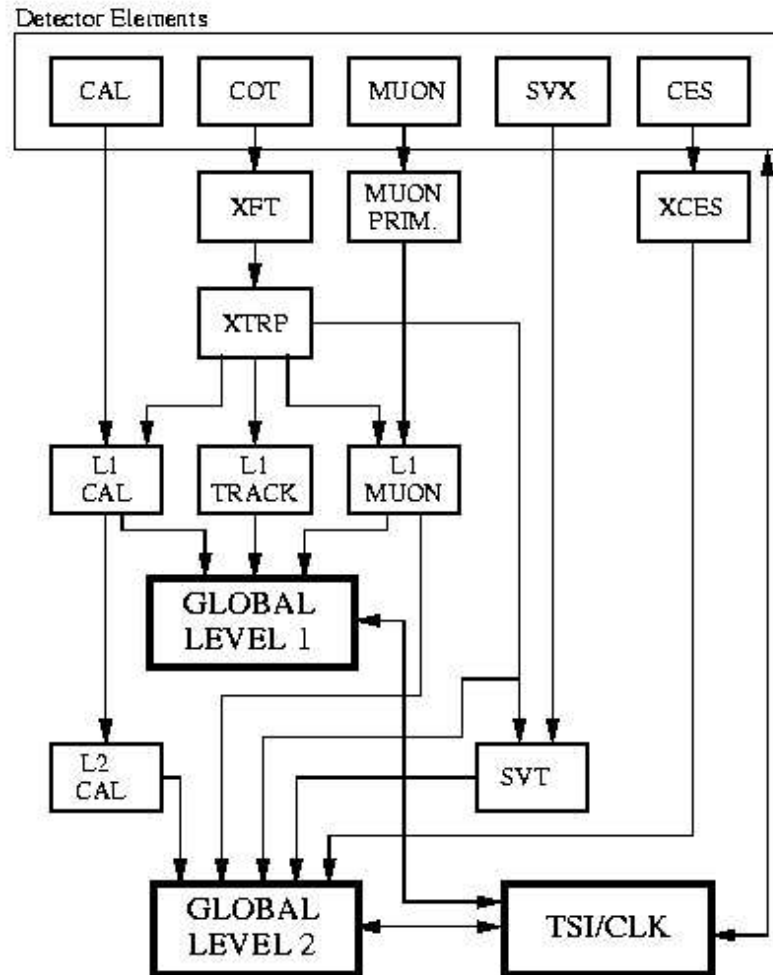 Detector Elements
CAL
COT
MUON
SVX
CES
XFT
MUON
PRIM.
XCES
XTRP
L1
CAL
L1
TRACK
L1
MUON
GLOBAL
LEVEL 1
L2
CAL
SVT
GLOBAL
LEVEL 2
TSI/CLK